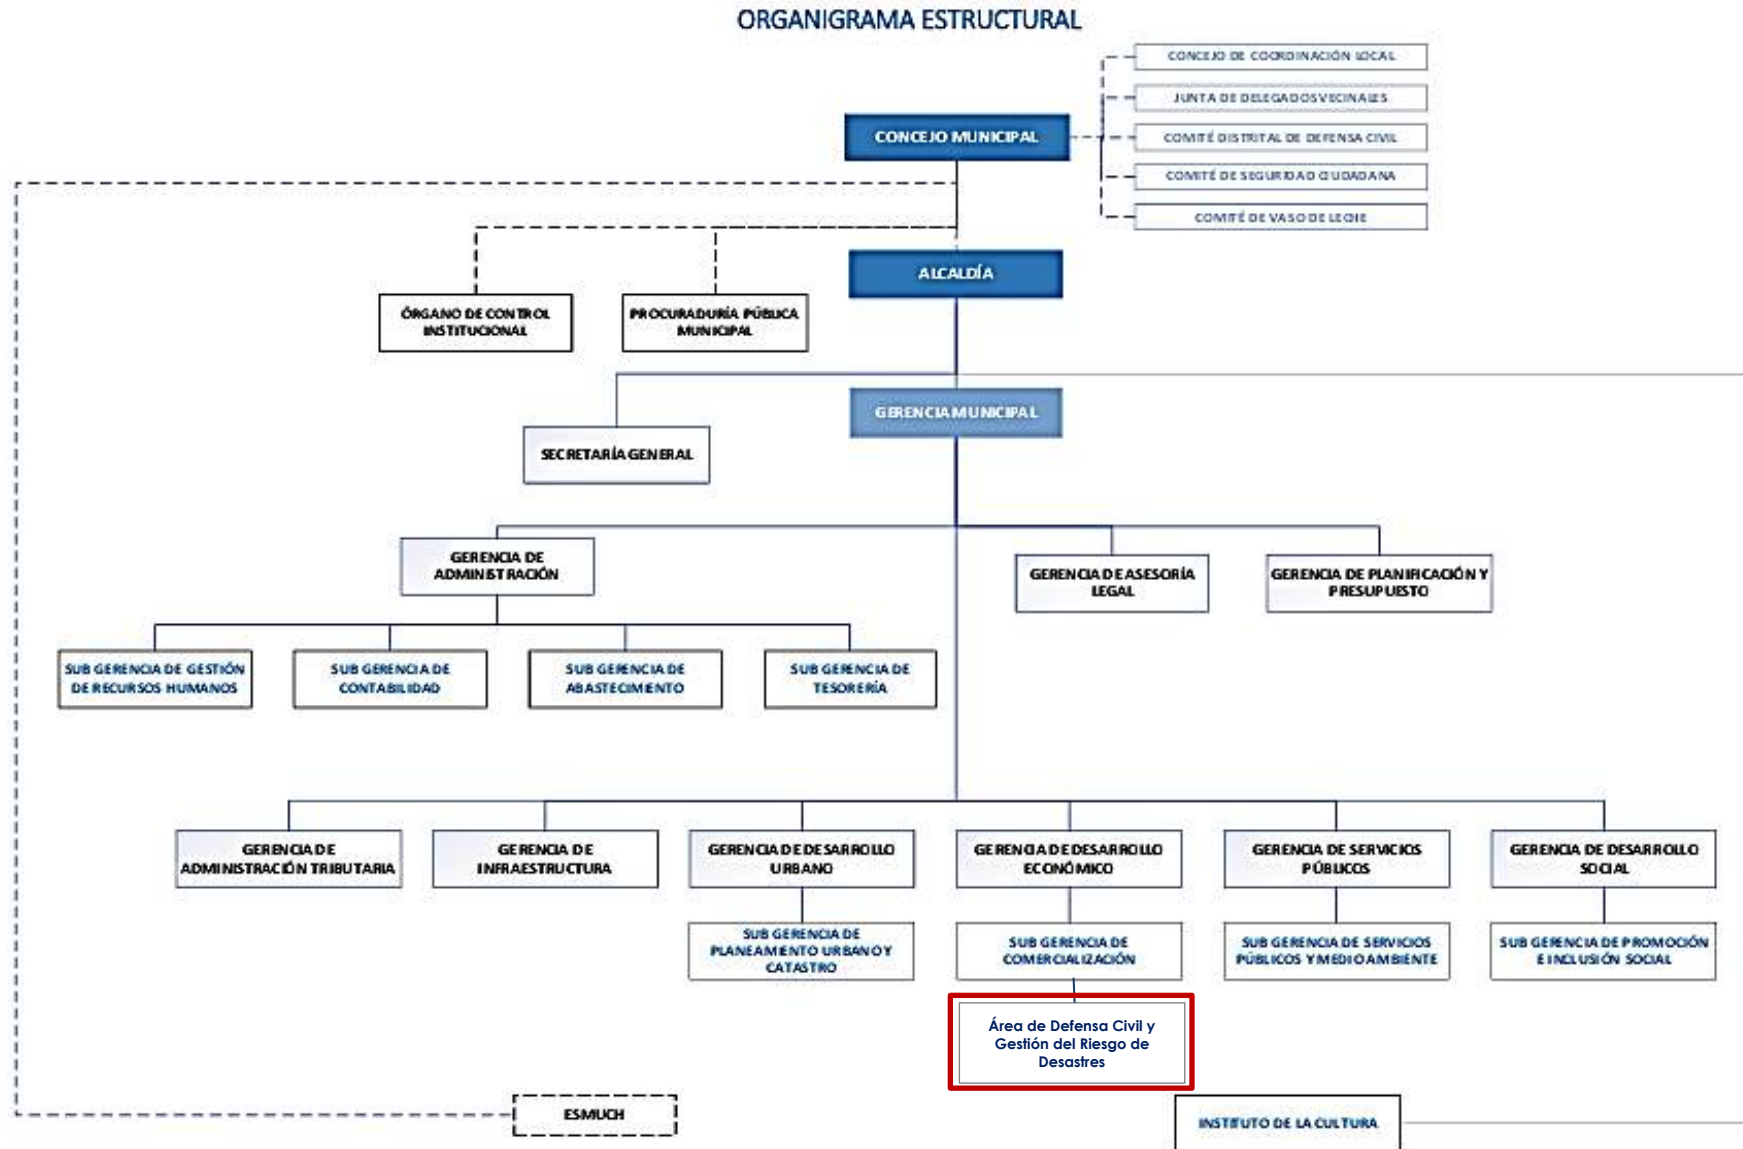 ORGANIGRAMA ESTRUCTURAL
CONCEJO DE COORDINACIÓN LOCAL
JUNTA DE DELEGADOS VECINALES
CONCEJO MUNICIPAL
COMITÉ DISTRITAL DE DEFENSA CIVIL
COMITÉ DE SEGURIDAD CIUDADANA
COMITÉ DE VASO DE LECHE
ALCALDÍA
ÓRGANO DE CONTROL
INSTITUCIONAL
PROCURADURÍA PÚBLICA
MUNICIPAL
GERENCIA MUNICIPAL
SECRETARÍA GENERAL
GERENCIA DE
ADMINISTRACIÓN
GERENCIA DE ASESORÍA
LEGAL
GERENCIA DE PLANIFICACIÓN Y
PRESUPUESTO
SUB GERENCIA DE GESTIÓN
DE RECURSOS HUMANOS
SUB GERENCIA DE
CONTABILIDAD
SUB GERENCIA DE
ABASTECIMIENTO
SUB GERENCIA DE
TESORERÍA
GERENCIA DE
ADMINISTRACIÓN TRIBUTARIA
GERENCIA DE
INFRAESTRUCTURA
GERENCIA DE DESARROLLO
URBANO
GERENCIA DE DESARROLLO
ECONÓMICO
GERENCIA DE SERVICIOS
PÚBLICOS
GERENCIA DE DESARROLLO
SOCIAL
SUB GERENCIA DE
PLANEAMIENTO URBANO Y
CATASTRO
SUB GERENCIA DE
COMERCIALIZACIÓN
SUB GERENCIA DE SERVICIOS
PÚBLICOS Y MEDIO AMBIENTE
SUB GERENCIA DE PROMOCIÓN
E INCLUSIÓN SOCIAL
Área de Defensa Civil y
Gestión del Riesgo de
Desastres
ESMUCH
INSTITUTO DE LA CULTURA